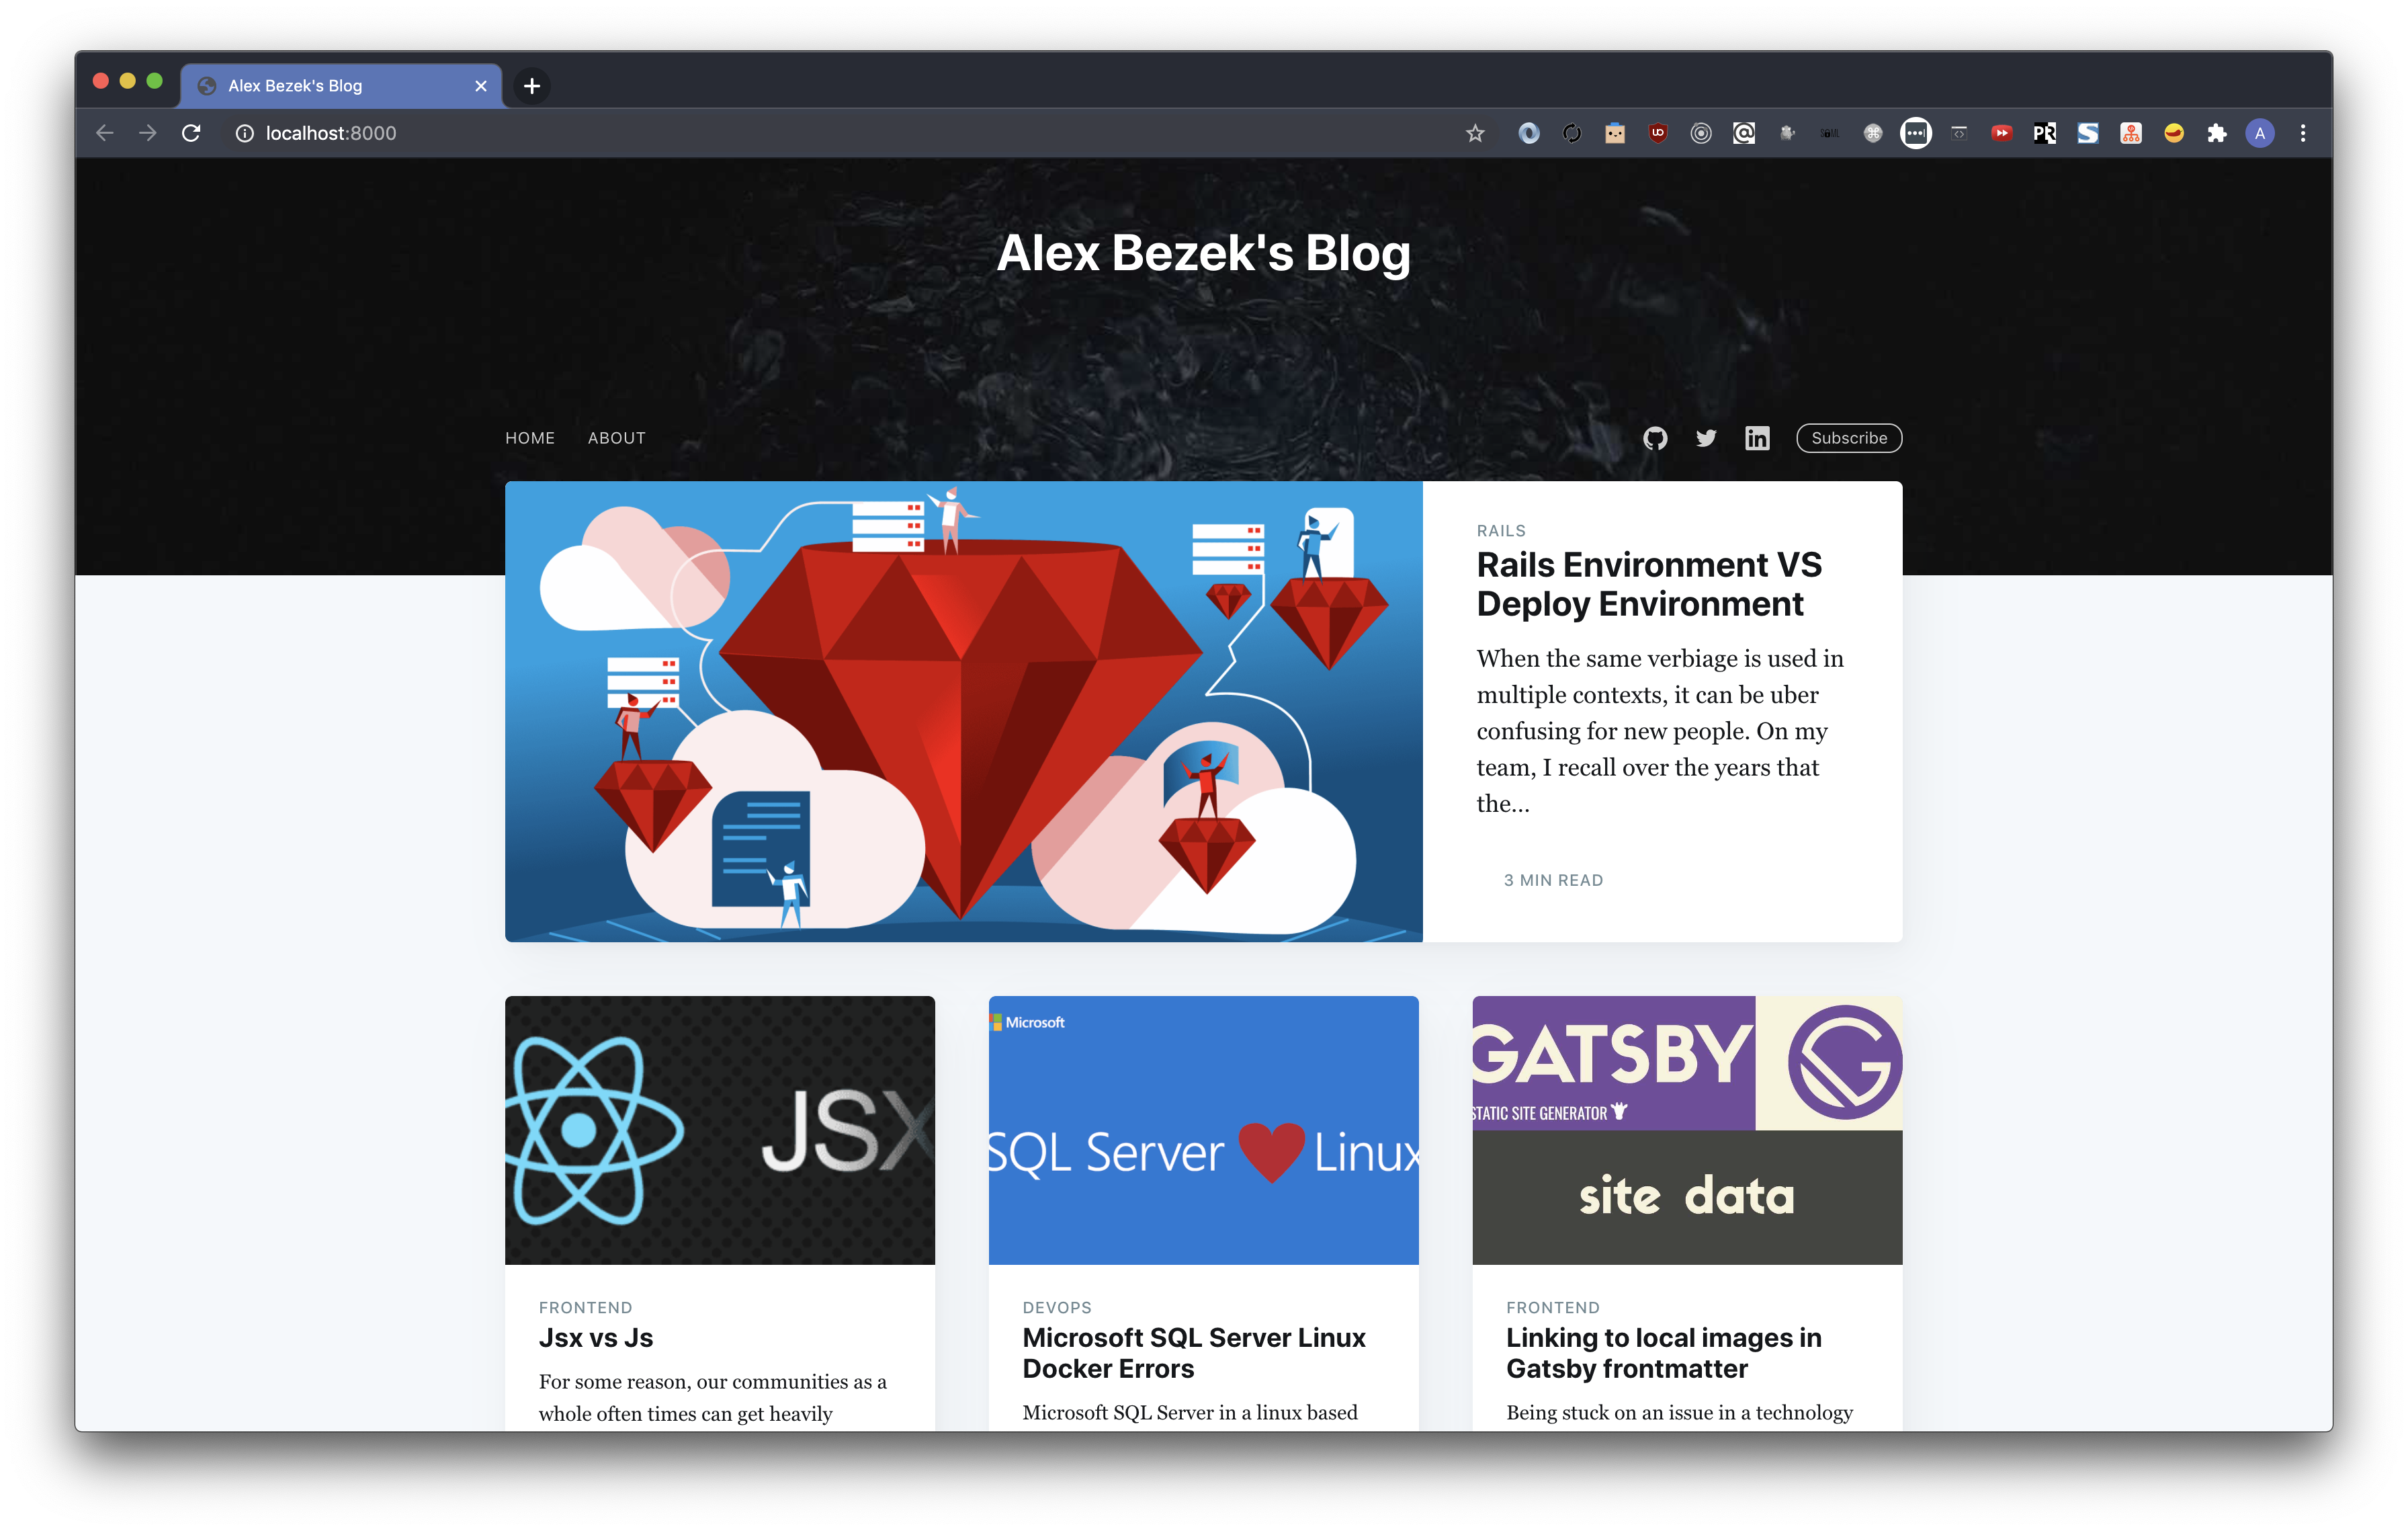 Alex Bezek's Blog
localhost:8000
A
Alex Bezek's Blog
HOME ABOUT
Subscribe
RAILS
Rails Environment VS
Deploy Environment
When the same verbiage is used in
multiple contexts, it can be uber
confusing for new people. On my
team, I recall over the years that
the...
3 MIN READ
JSX
FRONTEND
Jsx vs Js
For some reason, our communities as a
whole often times can get heavily
Microsoft
SQL Server Linux
DEVOPS
Microsoft SQL Server Linux
Docker Errors
Microsoft SQL Server in a linux based
GATSBY
STATIC SITE GENERATOR
site data
FRONTEND
Linking to local images in
Gatsby frontmatter
Being stuck on an issue in a technology